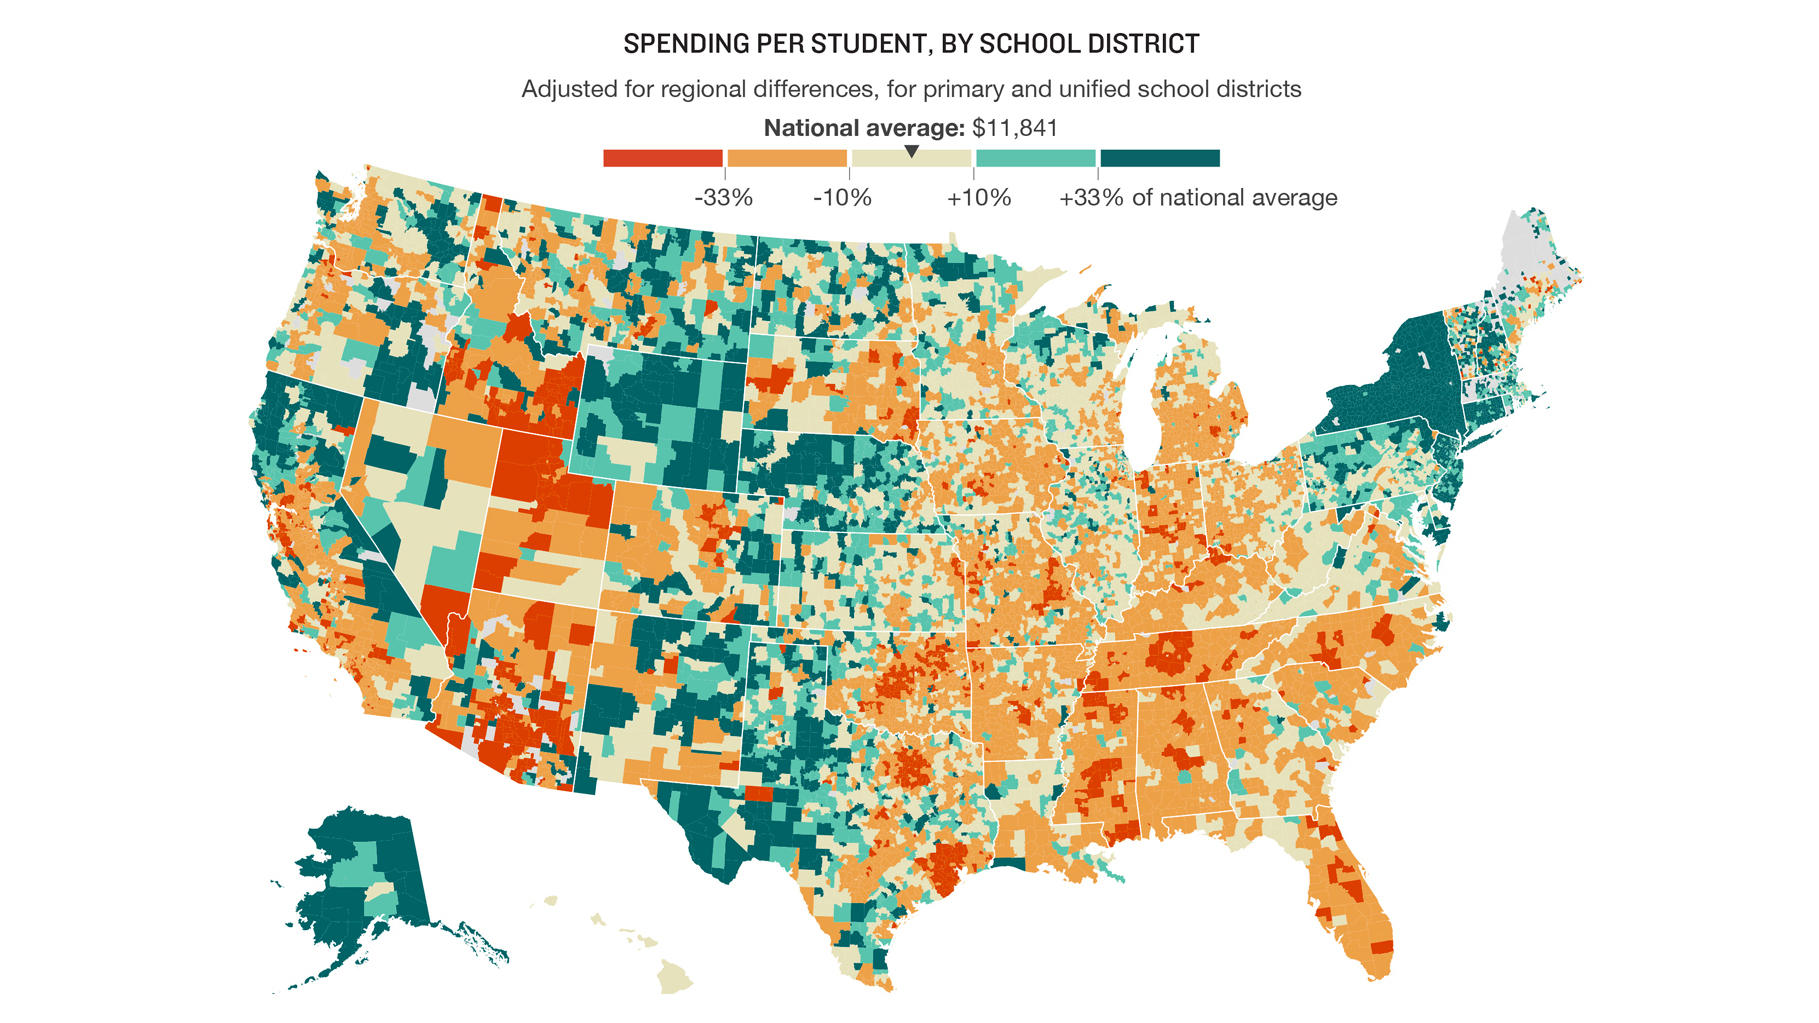 SPENDING PER STUDENT, BY SCHOOL DISTRICT
Adjusted for regional differences, for primary and unified school districts
National average: $11,841
-33% -10% +10% +33% of national average